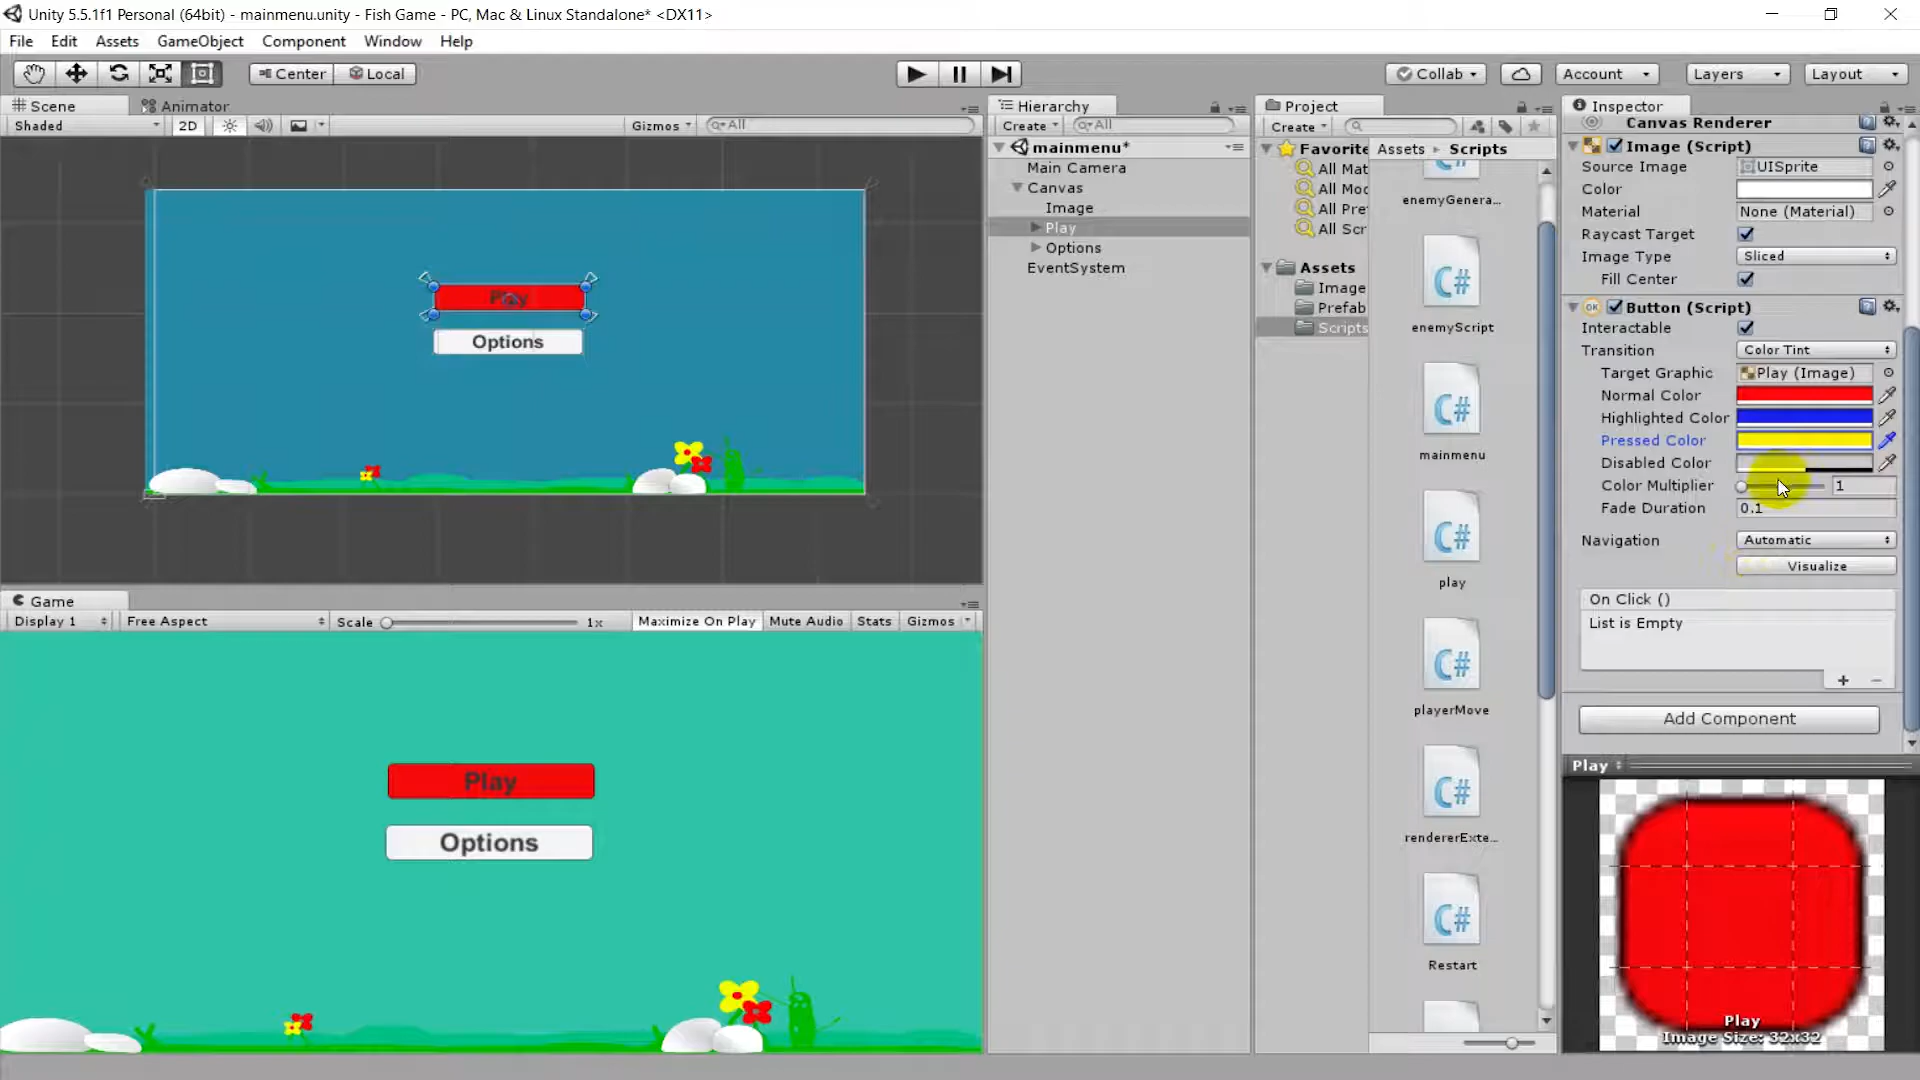 Unity 5.5.1f1 Personal (64bit) - mainmenu.unity - Fish Game - PC, Mac & Linux Standalone* <DX11>
File Edit Assets GameObject Component Window Help
Center Local Collab Account Layers Layout
Scene Animator
Shaded 2D Gizmos All
Play
Options
Game
Display 1 Free Aspect Scale 1x Maximize On Play Mute Audio Stats Gizmos
Play
Options
Hierarchy
Create All
mainmenu*
Main Camera
Canvas
Image
Play
Options
EventSystem
Project
Create
Favorite
All Mat
All Moc
All Pre
All Scr
Assets
Image
Prefab
Scripts
Assets Scripts
enemyGenera...
C#
enemyScript
C#
mainmenu
C#
play
C#
playerMove
C#
rendererExte...
C#
Restart
Inspector
Canvas Renderer
Image (Script)
Source Image UISprite
Color
Material None (Material)
Raycast Target
Image Type Sliced
Fill Center
OK Button (Script)
Interactable
Transition Color Tint
Target Graphic Play (Image)
Normal Color
Highlighted Color
Pressed Color
Disabled Color
Color Multiplier 1
Fade Duration 0.1
Navigation Automatic
Visualize
On Click ()
List is Empty
+ −
Add Component
Play
Play
Image Size: 32x32